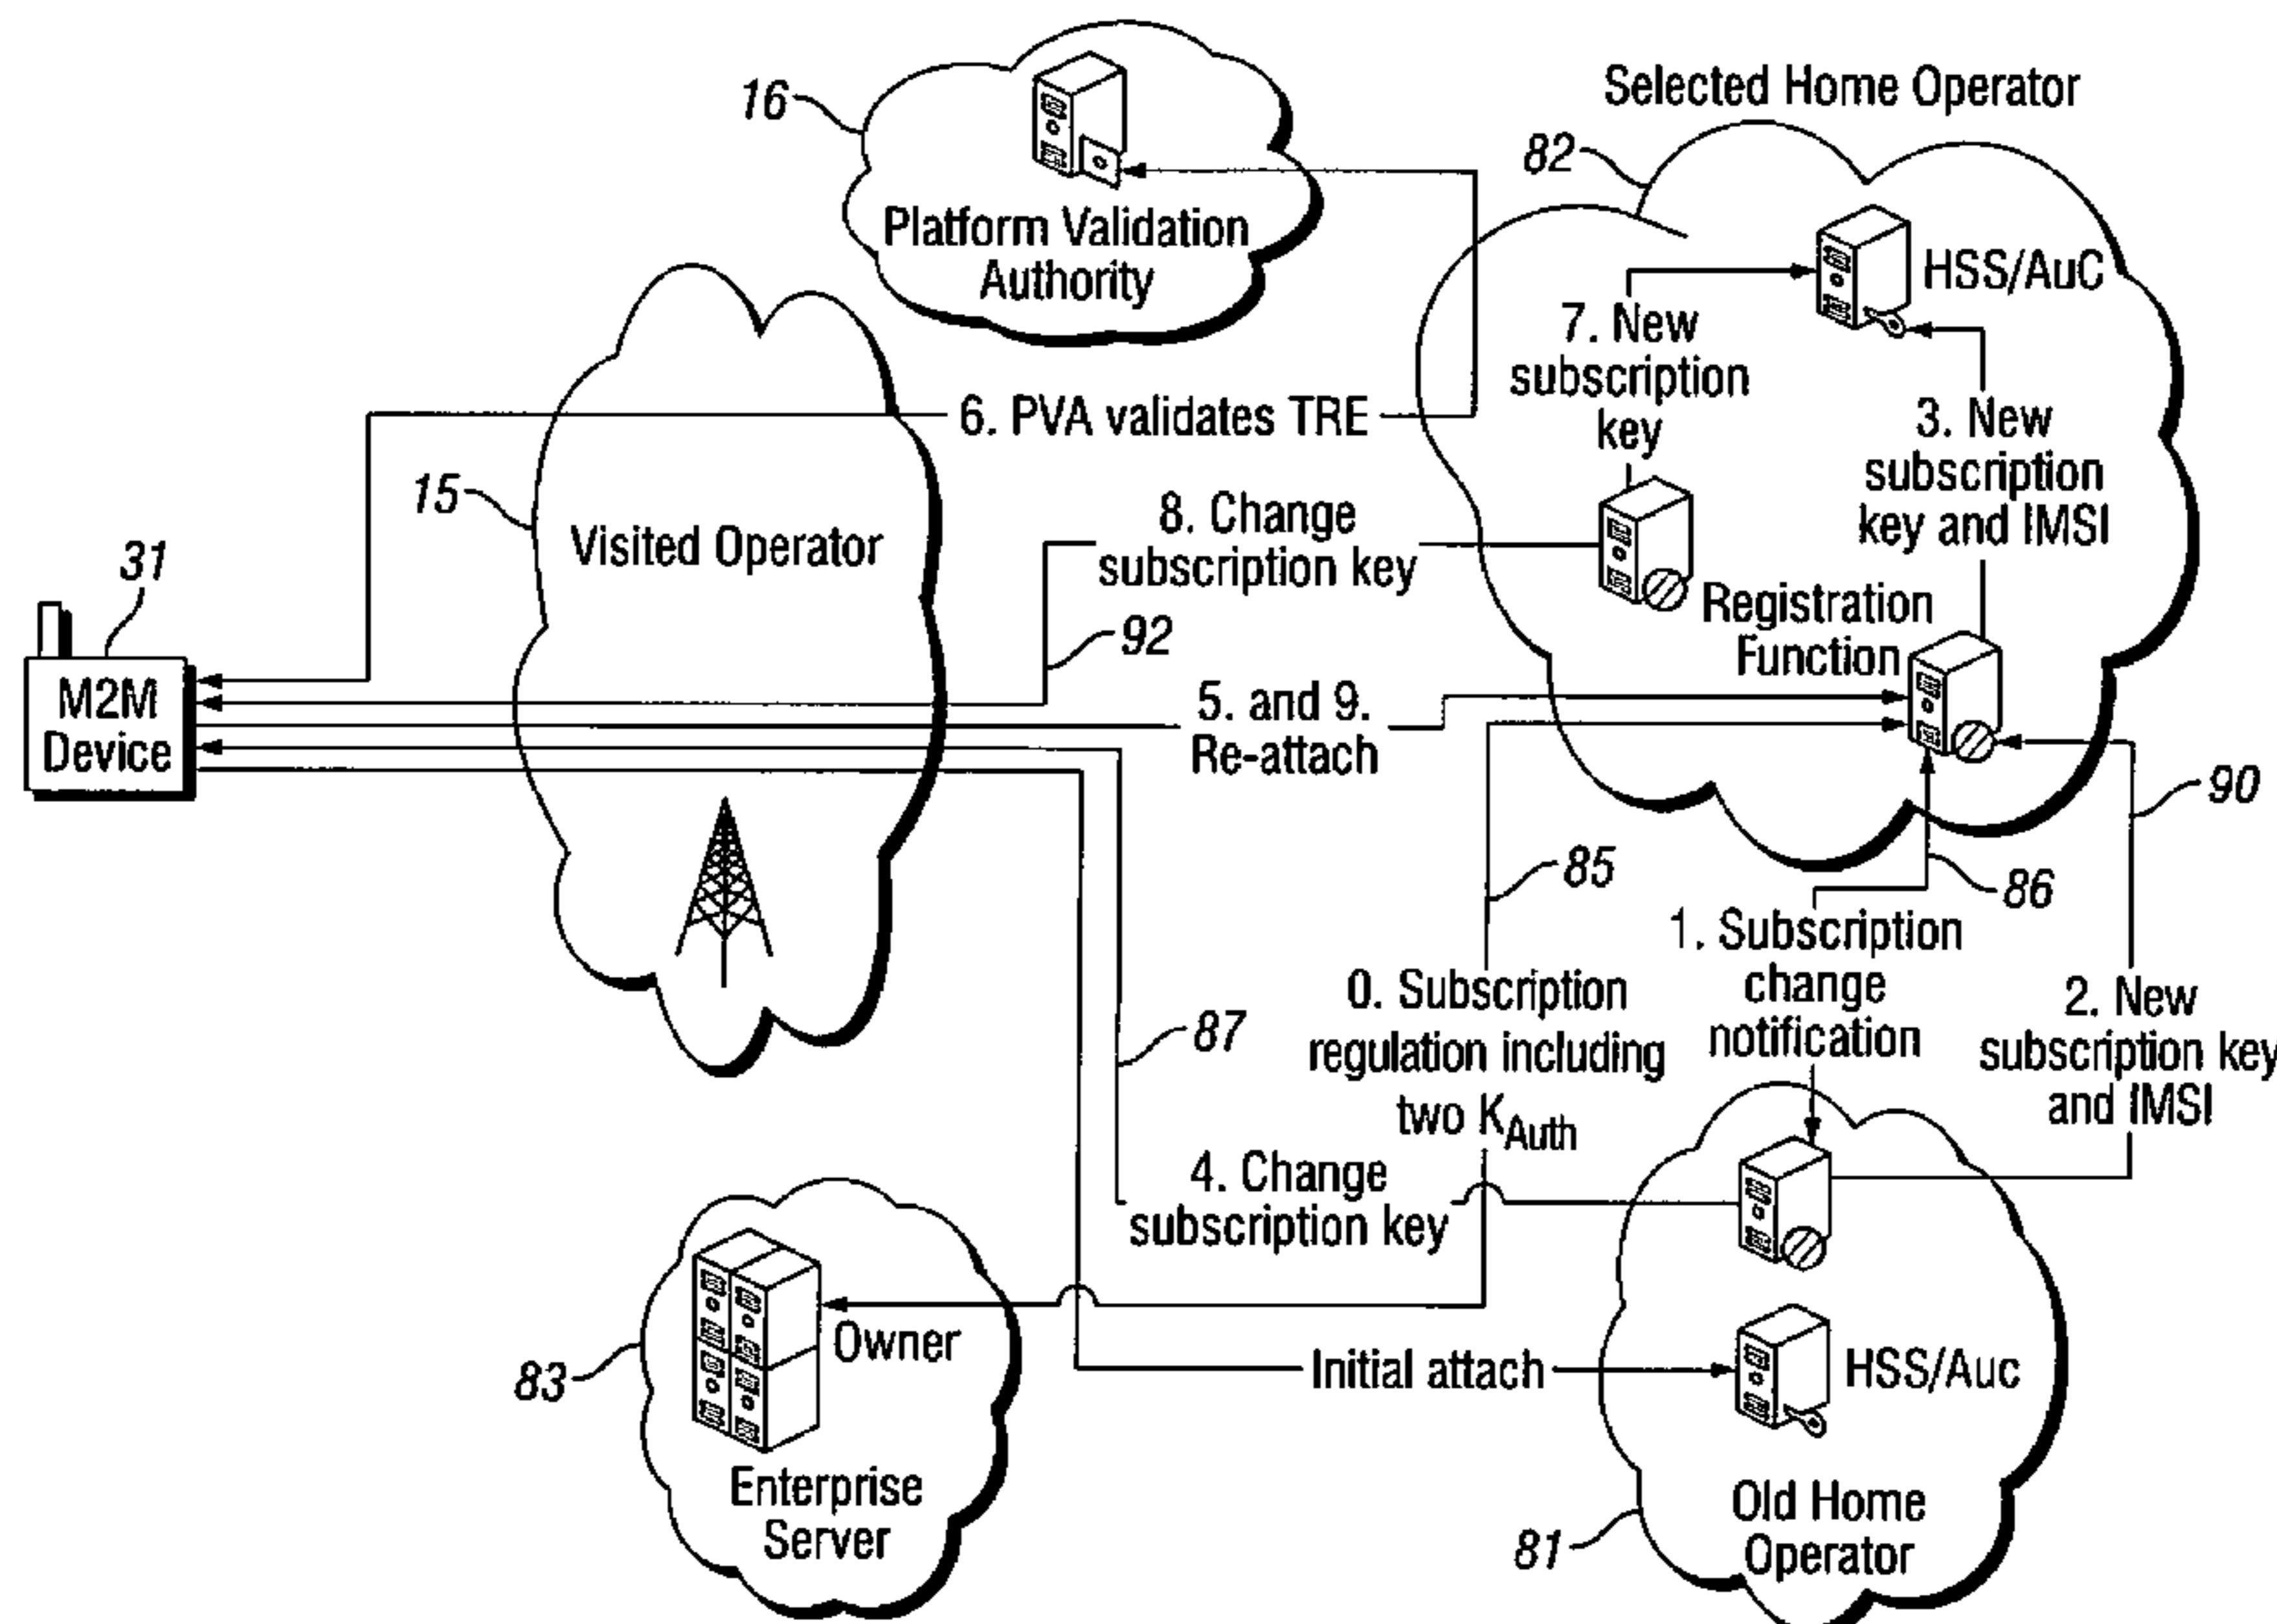 16
Platform Validation
Authority
Selected Home Operator
82
HSS/AuC
7. New
subscription
key
3. New
subscription
key and IMSI
6. PVA validates TRE
15
Visited Operator
8. Change
subscription key
31
M2M
Device
92
Registration
Function
5. and 9.
Re-attach
90
85
86
1. Subscription
change
notification
0. Subscription
regulation including
two KAuth
2. New
subscription key
and IMSI
87
4. Change
subscription key
83
Owner
Enterprise
Server
Initial attach
HSS/Auc
81
Old Home
Operator